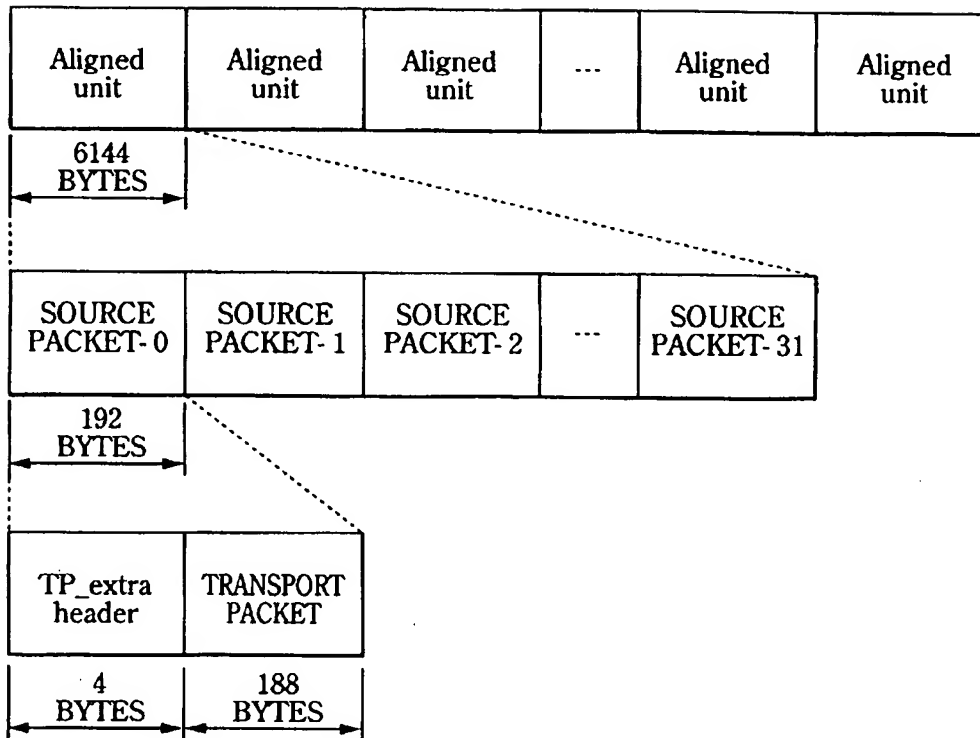 Aligned unit
Aligned unit
Aligned unit
---
Aligned unit
Aligned unit
6144
BYTES
SOURCE
PACKET- 0
SOURCE
PACKET- 1
SOURCE
PACKET- 2
---
SOURCE
PACKET- 31
192
BYTES
TP_extra
header
TRANSPORT
PACKET
4
BYTES
188
BYTES